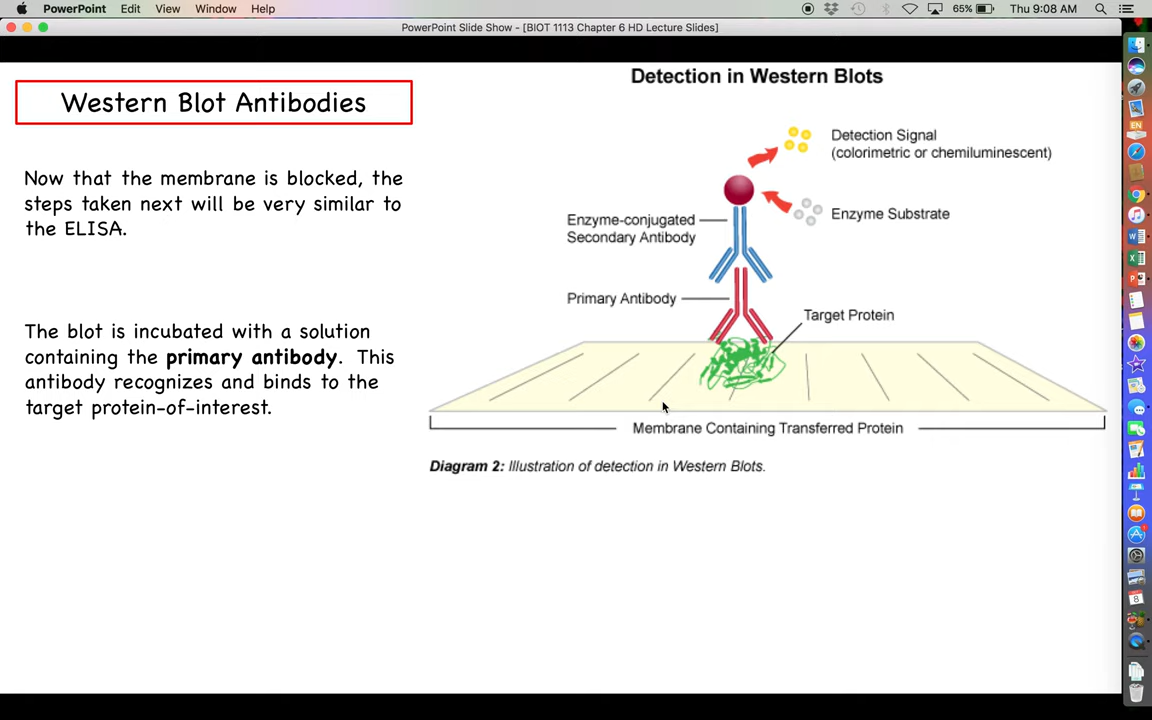 PowerPoint Edit View Window Help 65% Thu 9:08 AM
PowerPoint Slide Show - [BIOT 1113 Chapter 6 HD Lecture Slides]
Western Blot Antibodies
Now that the membrane is blocked, the
steps taken next will be very similar to
the ELISA.
The blot is incubated with a solution
containing the primary antibody. This
antibody recognizes and binds to the
target protein-of-interest.
Detection in Western Blots
Detection Signal
(colorimetric or chemiluminescent)
Enzyme Substrate
Enzyme-conjugated
Secondary Antibody
Primary Antibody
Target Protein
Membrane Containing Transferred Protein
Diagram 2: Illustration of detection in Western Blots.
EN
8